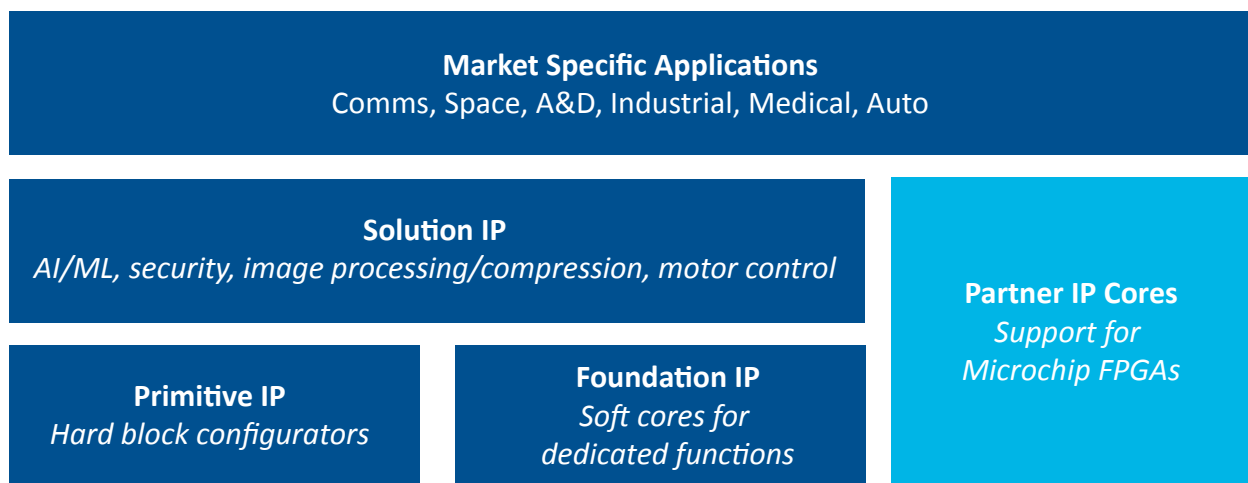 Market Specific Applications
Comms, Space, A&D, Industrial, Medical, Auto
Solution IP
AI/ML, security, image processing/compression, motor control
Partner IP Cores
Support for
Microchip FPGAs
Primitive IP
Hard block configurators
Foundation IP
Soft cores for
dedicated functions